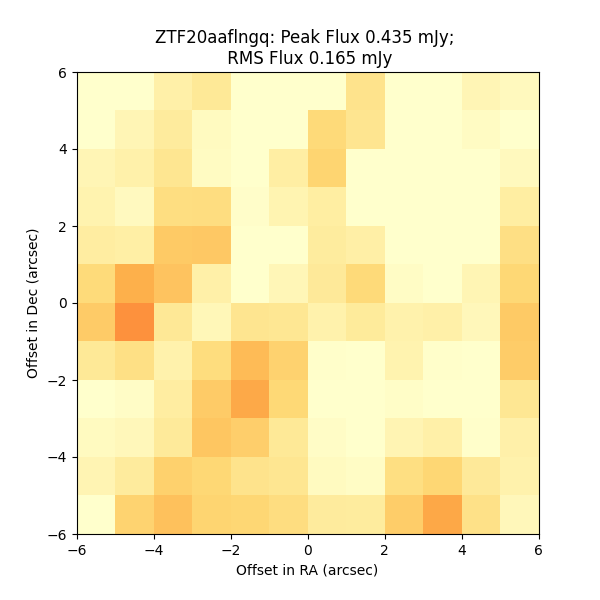 ZTF20aaflngq: Peak Flux 0.435 mJy;
RMS Flux 0.165 mJy
6
4
2
0
−2
−4
−6
Offset in Dec (arcsec)
−6 −4 −2 0 2 4 6
Offset in RA (arcsec)